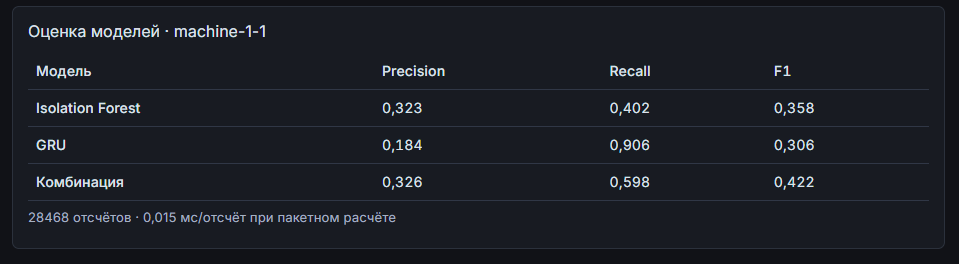 Оценка моделей · machine-1-1
Модель Precision Recall F1
Isolation Forest 0,323 0,402 0,358
GRU 0,184 0,906 0,306
Комбинация 0,326 0,598 0,422
28468 отсчётов · 0,015 мс/отсчёт при пакетном расчёте